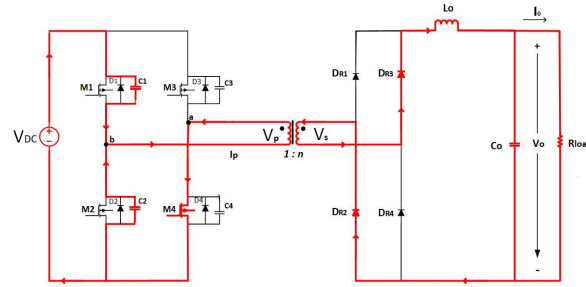 Lo
Io
+
M1
D1
C1
M3
D3
C3
DR1
DR3
VDC
+
−
b
a
Vp
Vs
Ip
1 : n
Co
Vo
Rloa
M2
D2
C2
M4
D4
C4
DR2
DR4
-